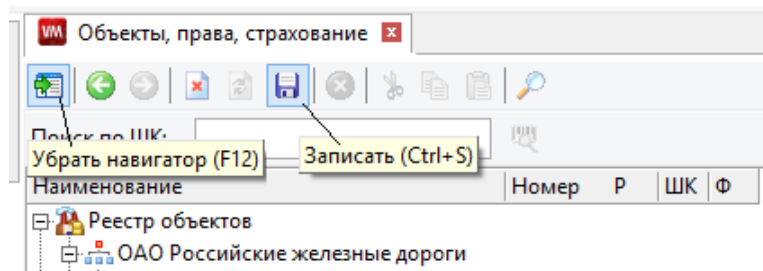 VM Объекты, права, страхование
Поиск по ШК:
Убрать навигатор (F12) Записать (Ctrl+S)
Наименование Номер Р ШК Ф
Реестр объектов
ОАО Российские железные дороги